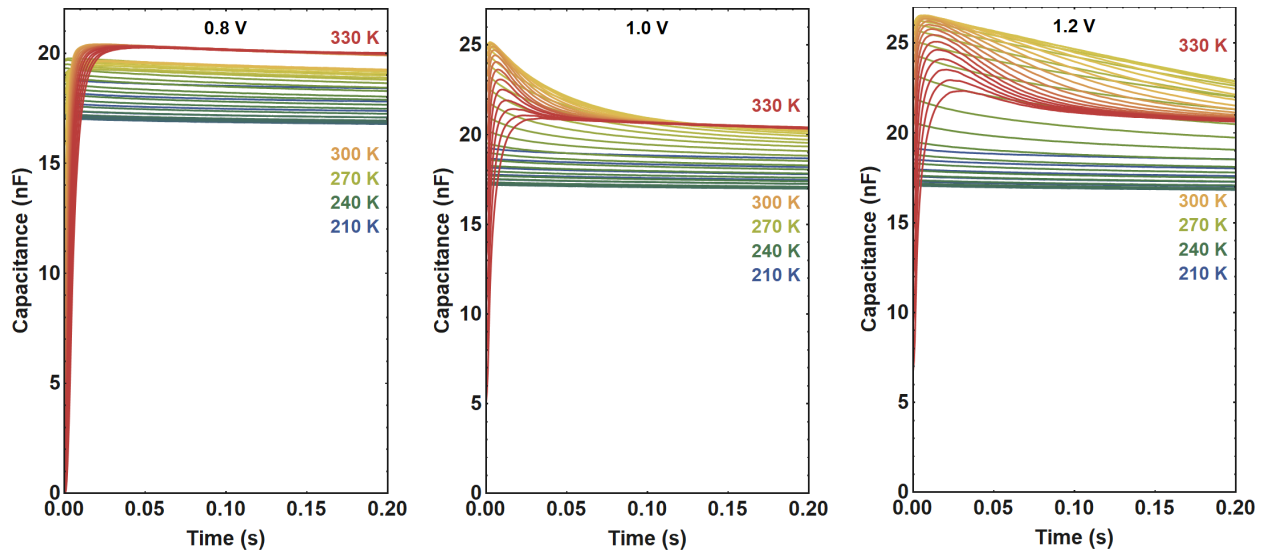 0.8 V
330 K
300 K
270 K
240 K
210 K
Capacitance (nF)
20
15
10
5
0
0.00 0.05 0.10 0.15 0.20
Time (s)
1.0 V
330 K
300 K
270 K
240 K
210 K
Capacitance (nF)
25
20
15
10
5
0
0.00 0.05 0.10 0.15 0.20
Time (s)
1.2 V
330 K
300 K
270 K
240 K
210 K
Capacitance (nF)
25
20
15
10
5
0
0.00 0.05 0.10 0.15 0.20
Time (s)